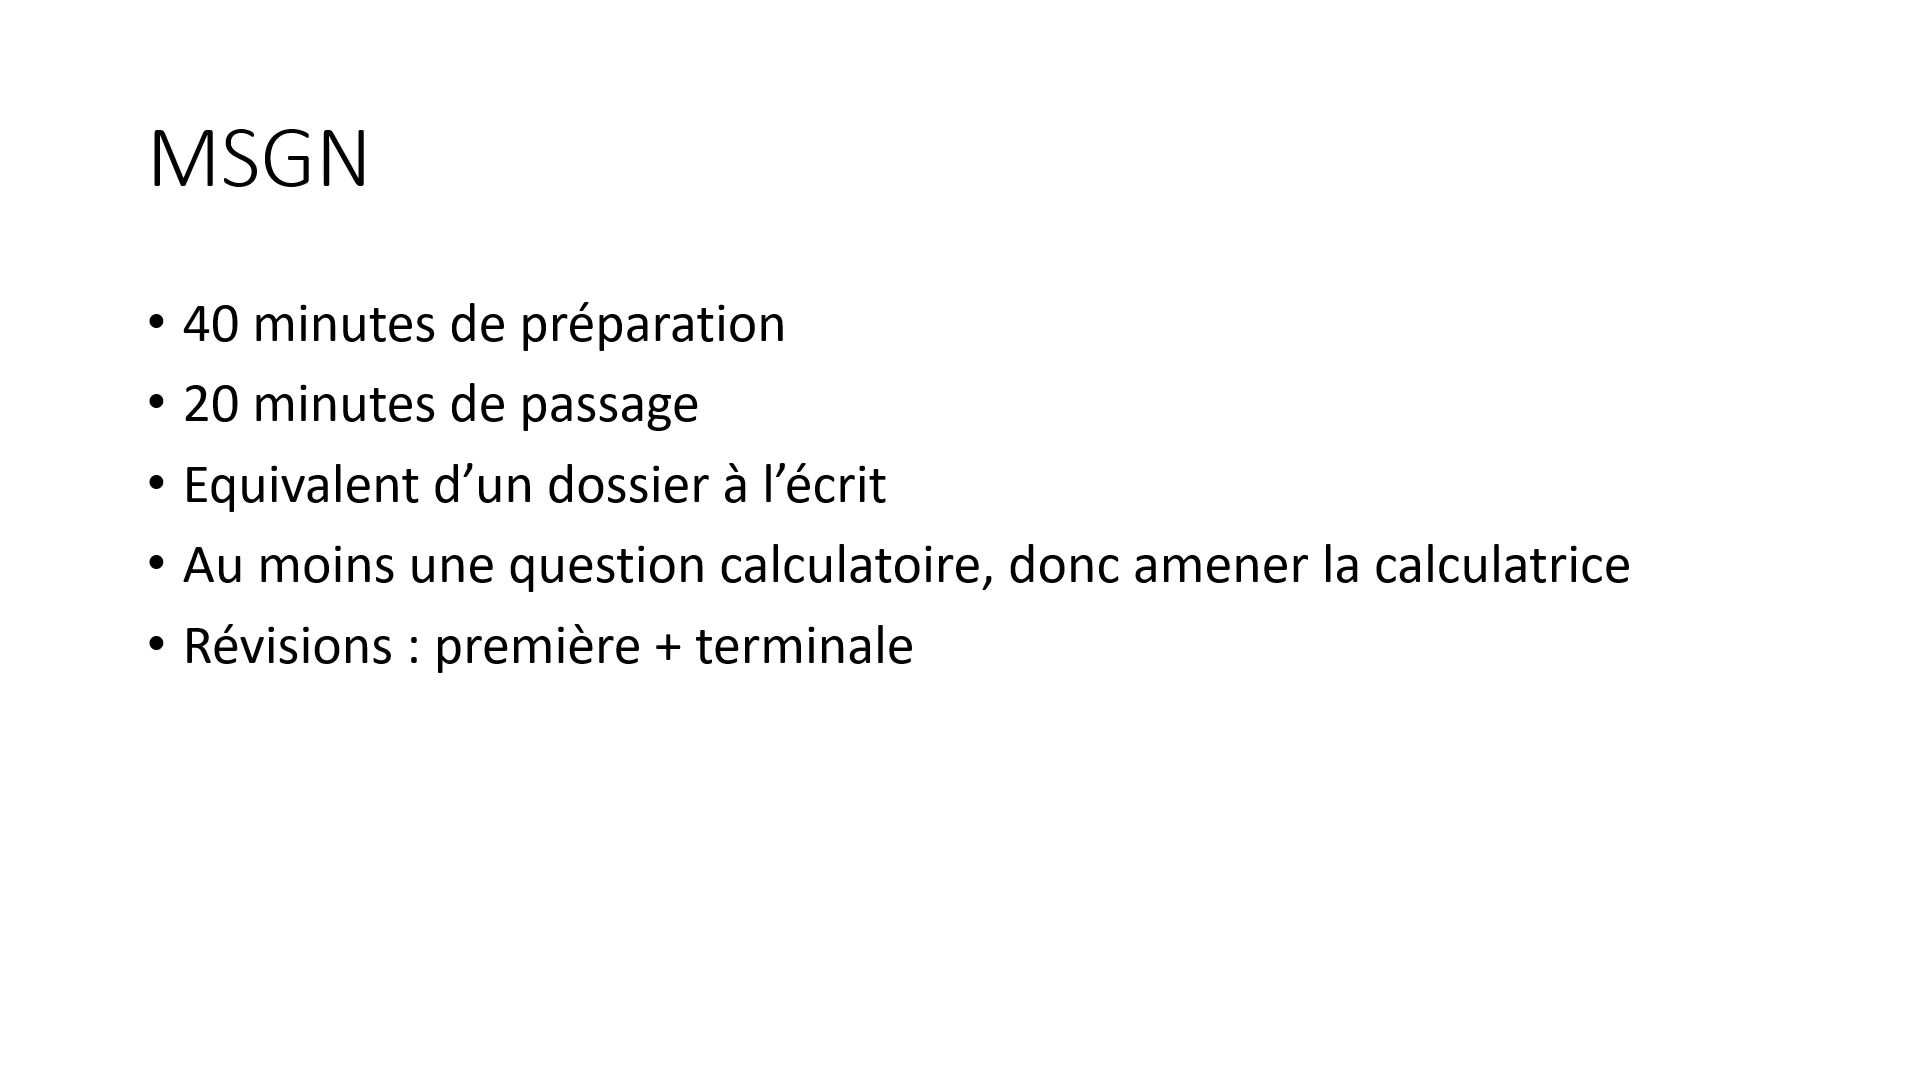 MSGN
• 40 minutes de préparation
• 20 minutes de passage
• Equivalent d’un dossier à l’écrit
• Au moins une question calculatoire, donc amener la calculatrice
• Révisions : première + terminale